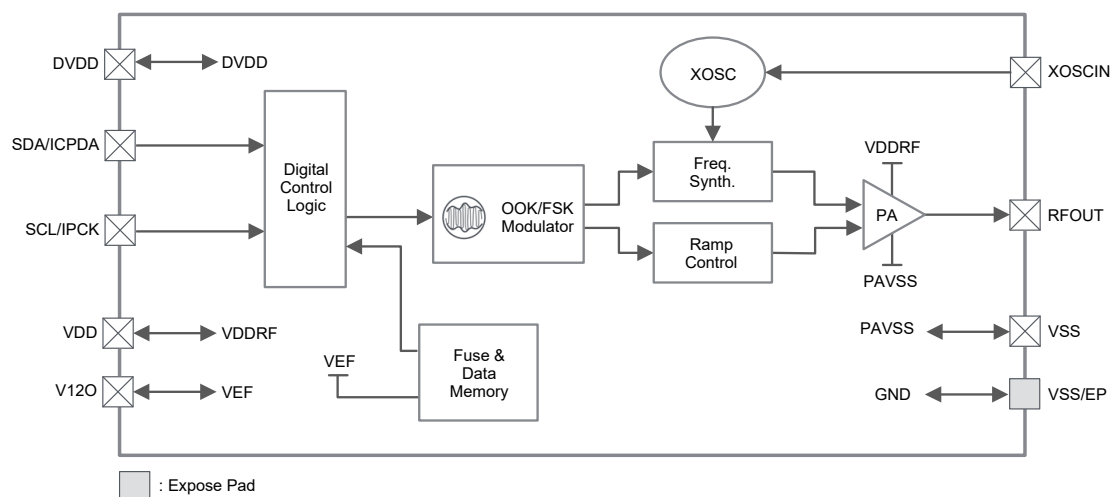 DVDD
DVDD
XOSC
XOSCIN
SDA/ICPDA
SCL/IPCK
Digital
Control
Logic
OOK/FSK
Modulator
Freq.
Synth.
Ramp
Control
VDDRF
PA
PAVSS
RFOUT
VDD
VDDRF
V12O
VEF
VEF
Fuse &
Data
Memory
PAVSS
VSS
GND
VSS/EP
: Expose Pad